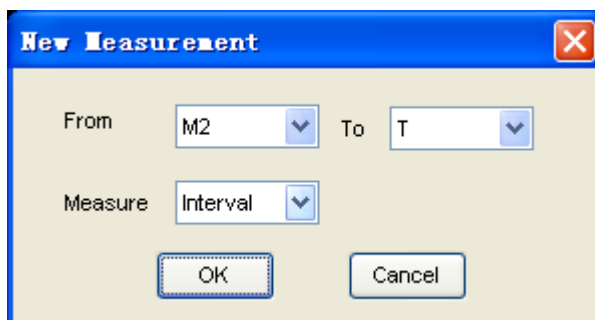 New Measurement
From M2 To T
Measure Interval
OK Cancel